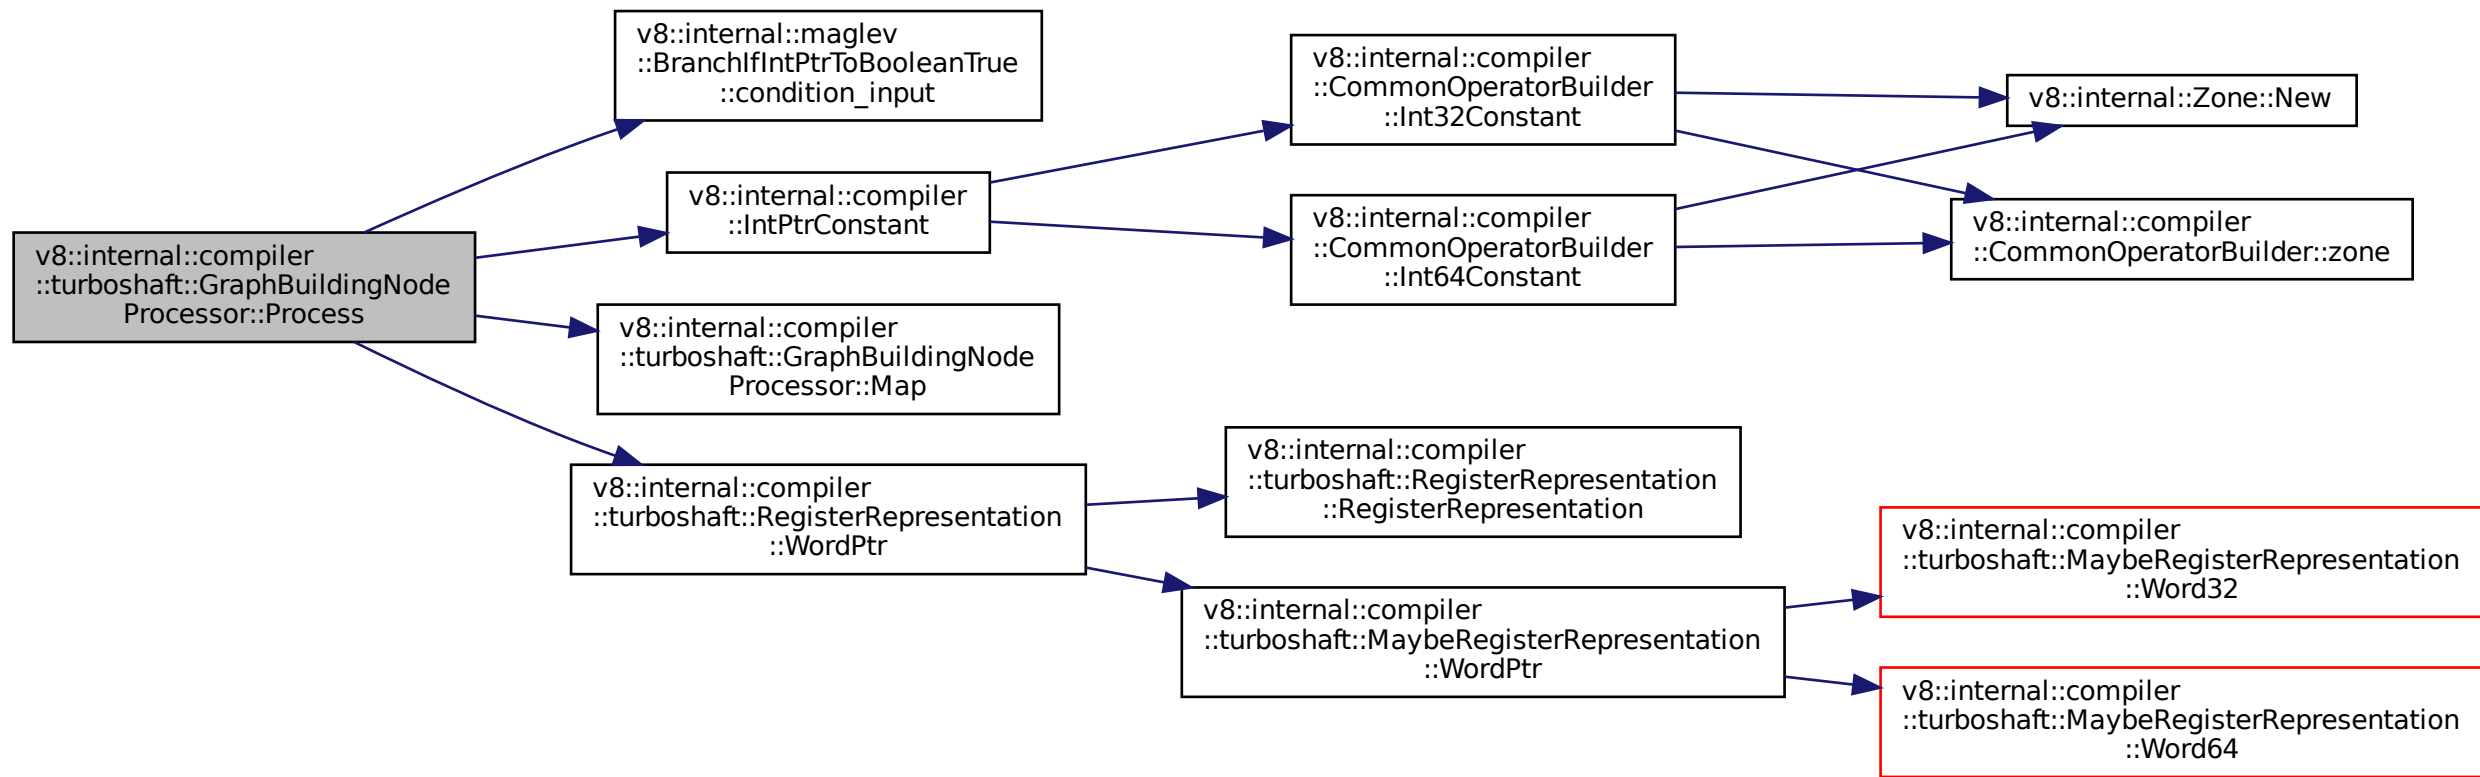 v8::internal::compiler
::turboshaft::GraphBuildingNode
Processor::Process
v8::internal::maglev
::BranchIfIntPtrToBooleanTrue
::condition_input
v8::internal::compiler
::IntPtrConstant
v8::internal::compiler
::turboshaft::GraphBuildingNode
Processor::Map
v8::internal::compiler
::turboshaft::RegisterRepresentation
::WordPtr
v8::internal::compiler
::CommonOperatorBuilder
::Int32Constant
v8::internal::compiler
::CommonOperatorBuilder
::Int64Constant
v8::internal::Zone::New
v8::internal::compiler
::CommonOperatorBuilder::zone
v8::internal::compiler
::turboshaft::RegisterRepresentation
::RegisterRepresentation
v8::internal::compiler
::turboshaft::MaybeRegisterRepresentation
::WordPtr
v8::internal::compiler
::turboshaft::MaybeRegisterRepresentation
::Word32
v8::internal::compiler
::turboshaft::MaybeRegisterRepresentation
::Word64